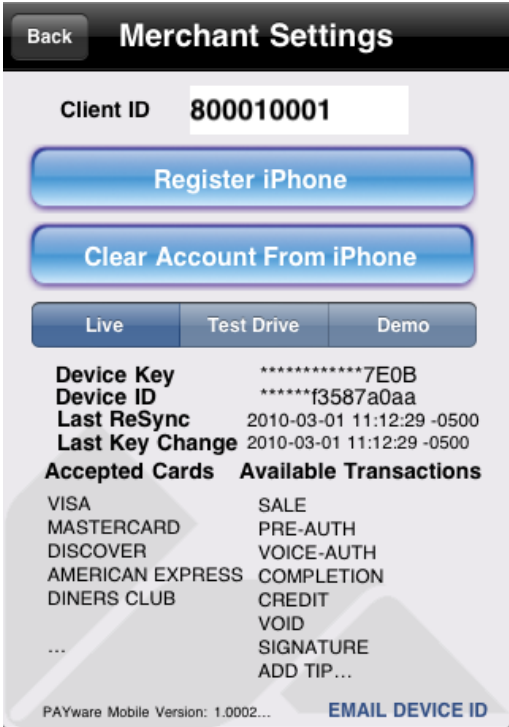 Back Merchant Settings
Client ID 800010001
Register iPhone
Clear Account From iPhone
Live Test Drive Demo
Device Key ************7E0B
Device ID ******f3587a0aa
Last ReSync 2010-03-01 11:12:29 -0500
Last Key Change 2010-03-01 11:12:29 -0500
Accepted Cards Available Transactions
VISA SALE
MASTERCARD PRE-AUTH
DISCOVER VOICE-AUTH
AMERICAN EXPRESS COMPLETION
DINERS CLUB CREDIT
VOID
... SIGNATURE
ADD TIP...
PAYware Mobile Version: 1.0002... EMAIL DEVICE ID